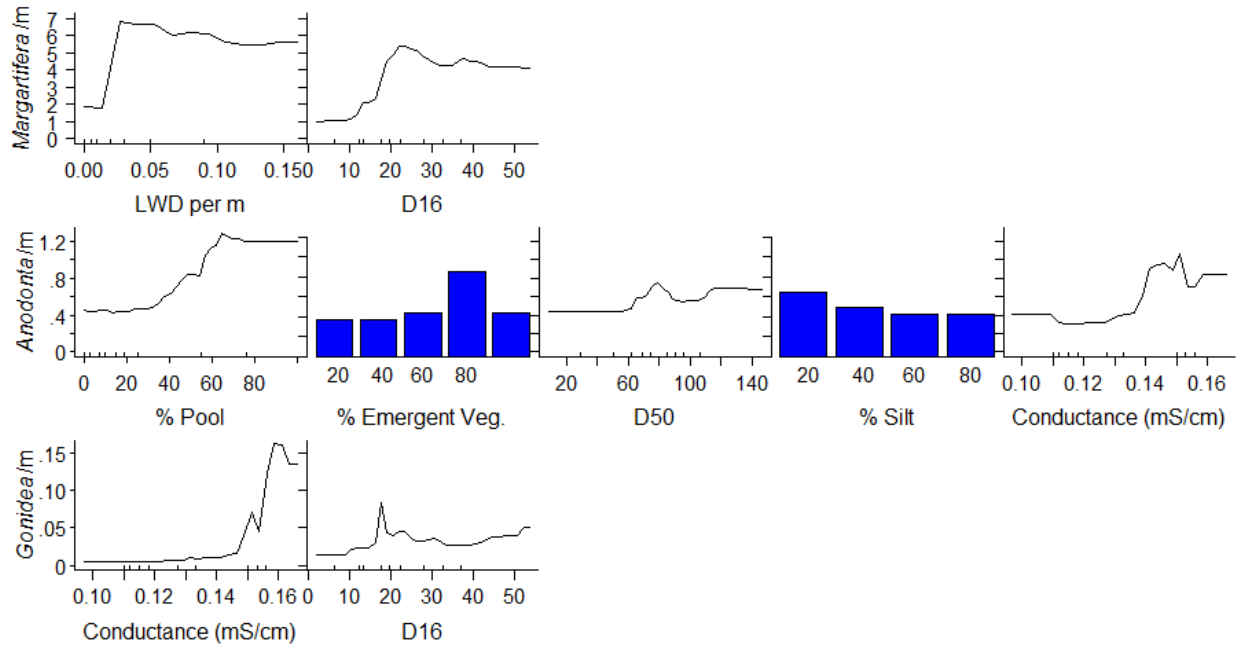 Margartifera /m
7
6
5
4
3
2
1
0
0.00 0.05 0.10 0.150 10 20 30 40 50
LWD per m D16
Anodonta /m
1.2
.8
.4
0
0 20 40 60 80 20 40 60 80 20 60 100 140 20 40 60 80 0.10 0.12 0.14 0.16
% Pool % Emergent Veg. D50 % Silt Conductance (mS/cm)
Gonidea /m
.15
.10
.05
0
0.10 0.12 0.14 0.16 0 10 20 30 40 50
Conductance (mS/cm) D16